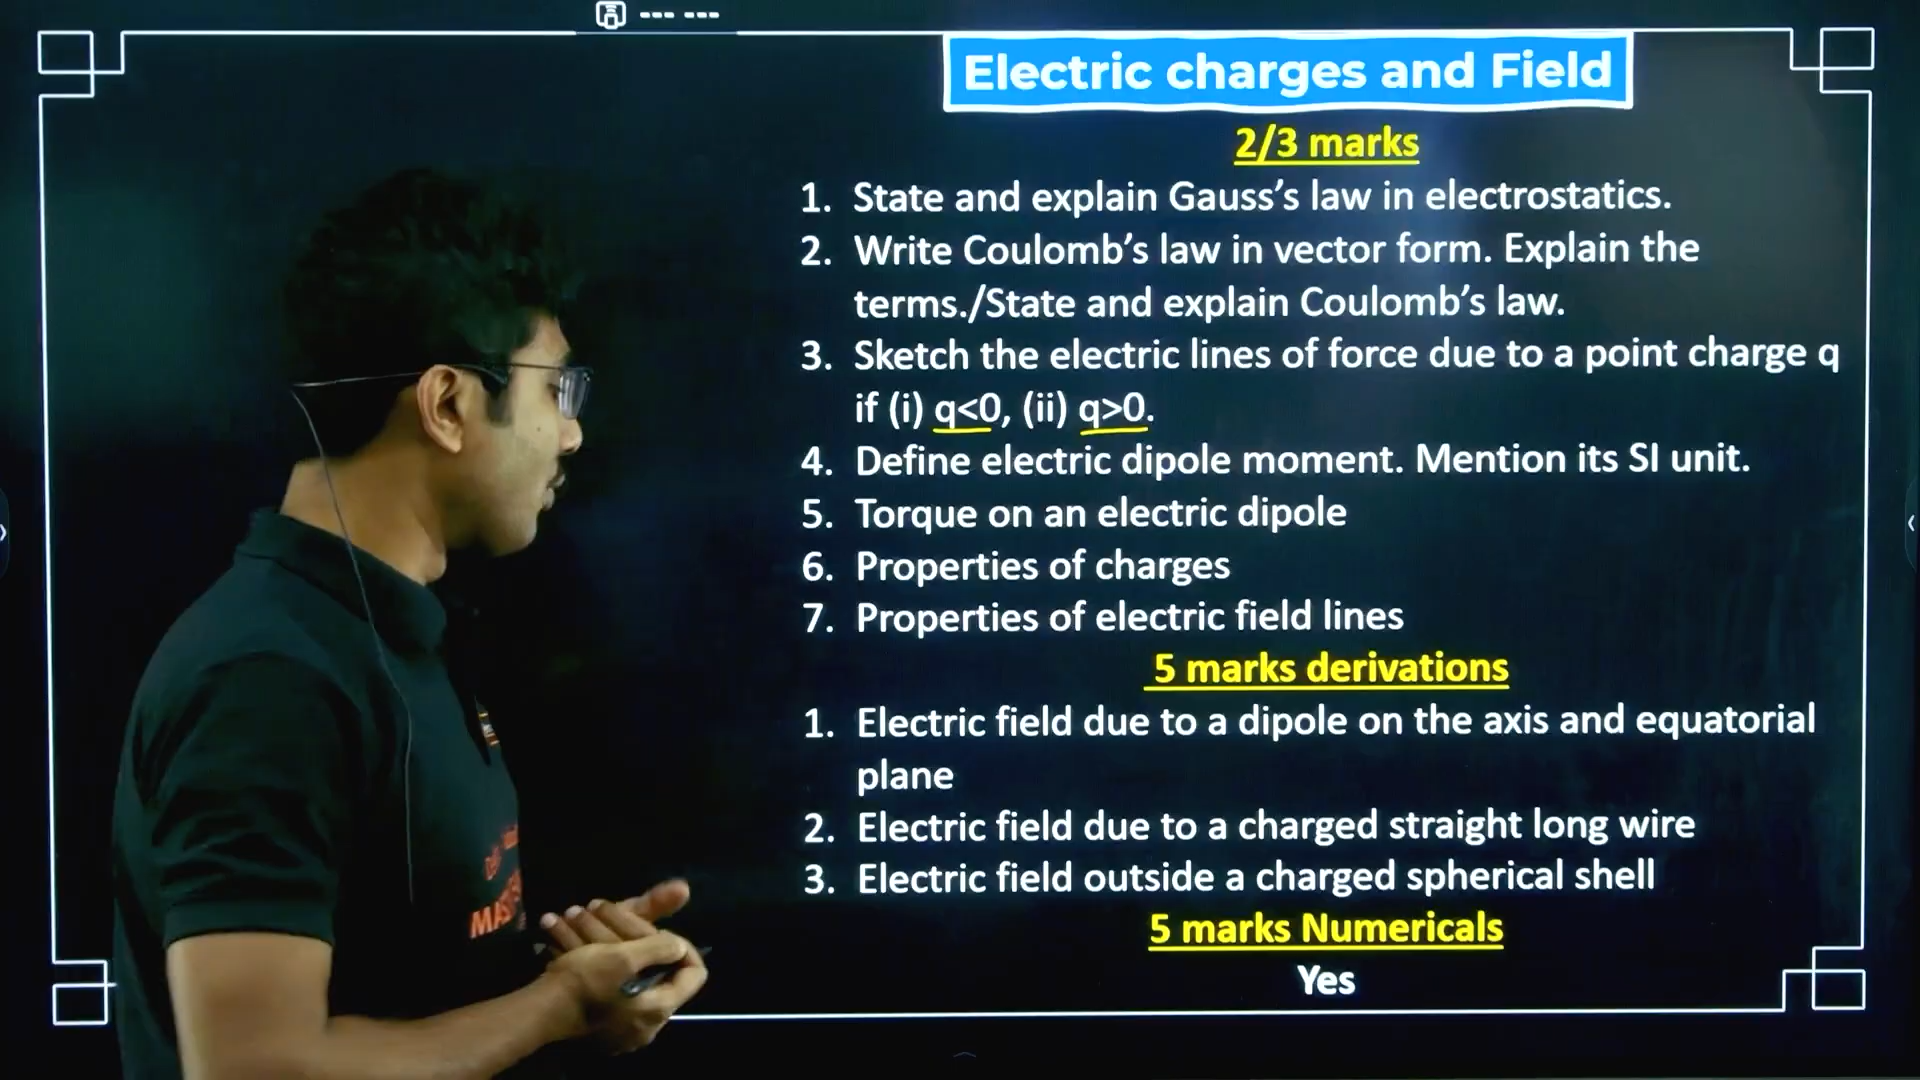 Electric charges and Field
2/3 marks
1. State and explain Gauss’s law in electrostatics.
2. Write Coulomb’s law in vector form. Explain the
terms./State and explain Coulomb’s law.
3. Sketch the electric lines of force due to a point charge q
if (i) q<0, (ii) q>0.
4. Define electric dipole moment. Mention its SI unit.
5. Torque on an electric dipole
6. Properties of charges
7. Properties of electric field lines
5 marks derivations
1. Electric field due to a dipole on the axis and equatorial
plane
2. Electric field due to a charged straight long wire
3. Electric field outside a charged spherical shell
5 marks Numericals
Yes